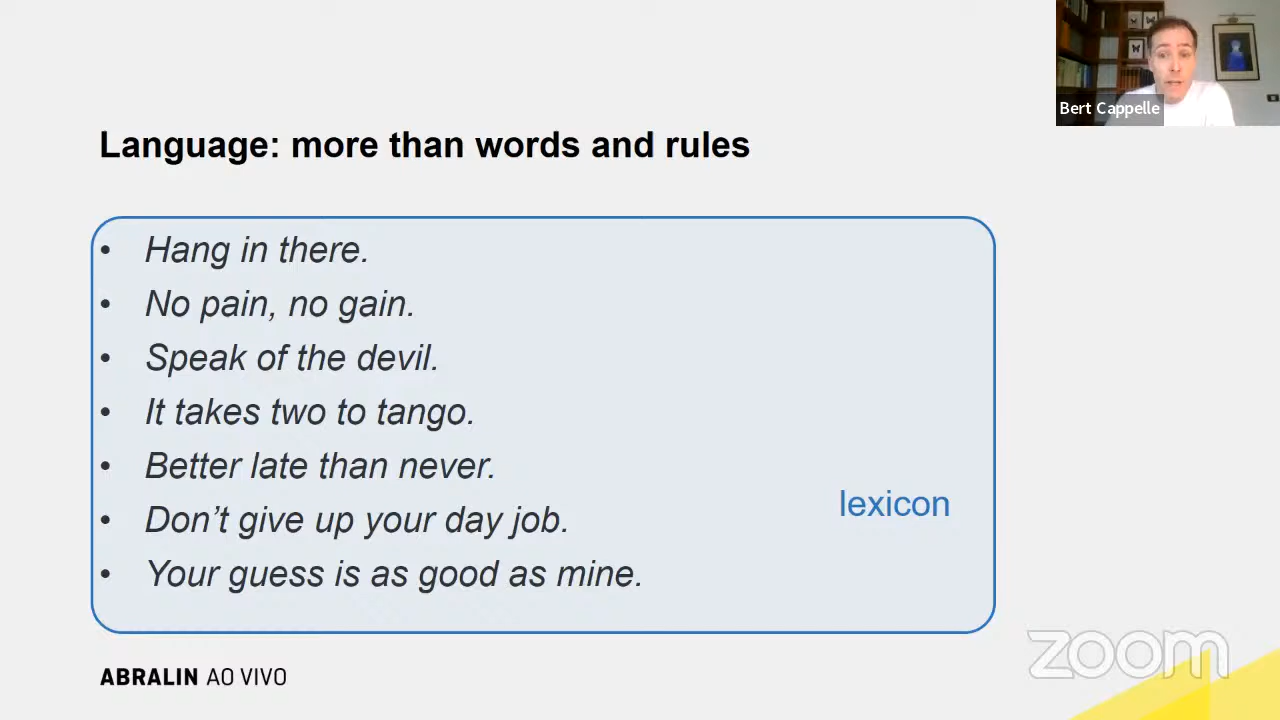 Bert Cappelle
Language: more than words and rules
• Hang in there.
• No pain, no gain.
• Speak of the devil.
• It takes two to tango.
• Better late than never.
• Don’t give up your day job.
• Your guess is as good as mine.
lexicon
ABRALIN AO VIVO
zoom